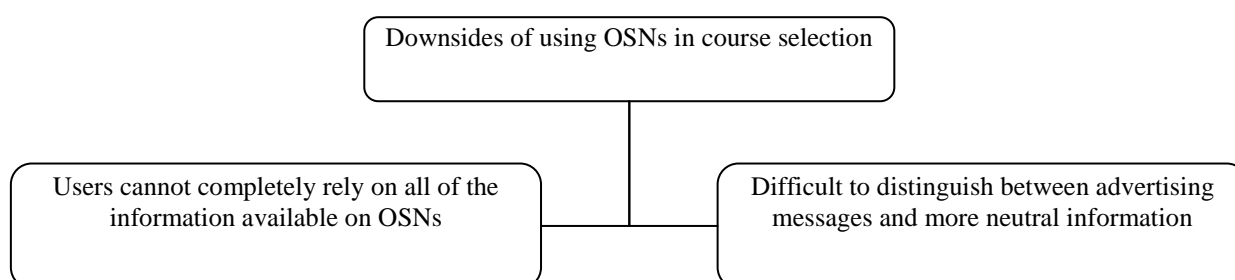 Downsides of using OSNs in course selection
Users cannot completely rely on all of the
information available on OSNs
Difficult to distinguish between advertising
messages and more neutral information